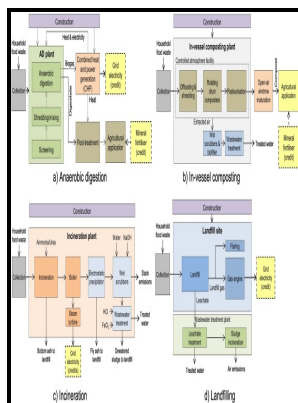 Construction
Household
food waste
Heat & electricity
AD plant
Biogas
Anaerobic
digestion
Combined heat
and power
generation
(CHP)
Grid
electricity
(credit)
Collection
Shredding/mixing
Digestate
Heat
Screening
Post-treatment
Agricultural
application
Mineral
fertiliser
(credit)
a) Anaerobic digestion
Construction
Household
food waste
In-vessel composting plant
Controlled atmosphere facility
Collection
Offloading &
shredding
Rotating
drum
composters
Open-air
windrow
maturation
Agricultural
application
Extracted air
Wet
scrubbers &
biofilter
Wastewater
treatment
Treated water
Mineral
fertiliser
(credit)
b) In-vessel composting
Construction
Household
food waste
Incineration plant
Ammonia/Urea
Water
NaOH
Collection
Incineration
Boiler
Electrostatic
precipitator
Wet
scrubbers
Stack
emissions
Steam
turbine
HCl
FeCl₃
Wastewater
treatment
Treated
water
Bottom ash to
landfill
Grid
electricity
(credit)
Fly ash to
landfill
Dewatered
sludge to landfill
c) Incineration
Construction
Household
food waste
Landfill site
Flaring
Collection
Landfill
Landfill gas
Gas engine
Grid
electricity
(credit)
Leachate
Wastewater treatment plant
Leachate
treatment
Sludge
incineration
Treated water
Air emissions
d) Landfilling